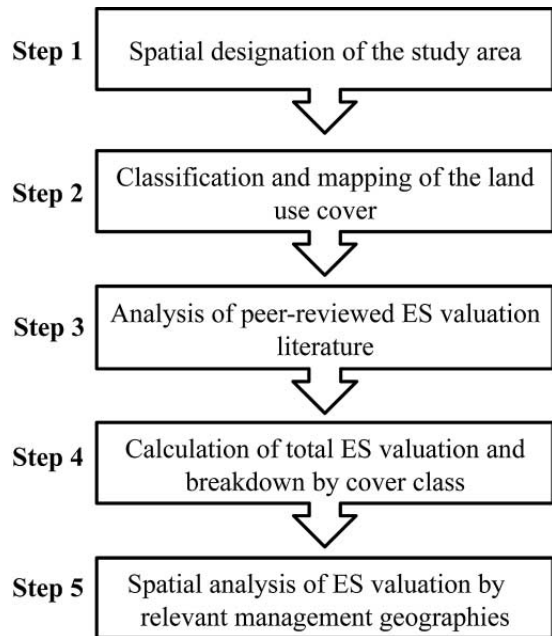 Step 1
Spatial designation of the study area
Step 2
Classification and mapping of the land
use cover
Step 3
Analysis of peer-reviewed ES valuation
literature
Step 4
Calculation of total ES valuation and
breakdown by cover class
Step 5
Spatial analysis of ES valuation by
relevant management geographies